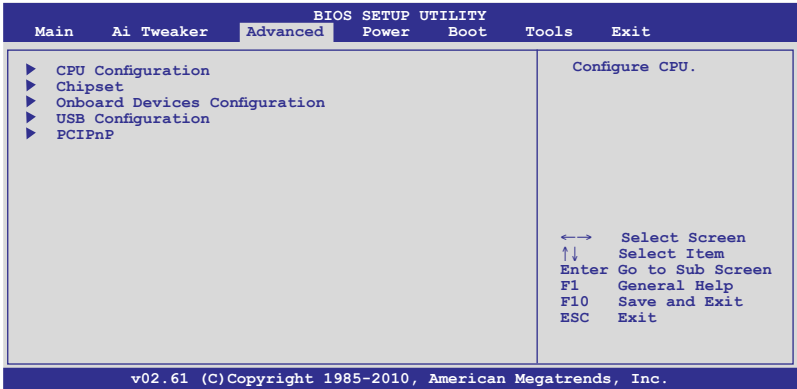 BIOS SETUP UTILITY
Main Ai Tweaker Advanced Power Boot Tools Exit
CPU Configuration
Chipset
Onboard Devices Configuration
USB Configuration
PCIPnP
Configure CPU.
←→ Select Screen
↑↓ Select Item
Enter Go to Sub Screen
F1 General Help
F10 Save and Exit
ESC Exit
v02.61 (C)Copyright 1985-2010, American Megatrends, Inc.